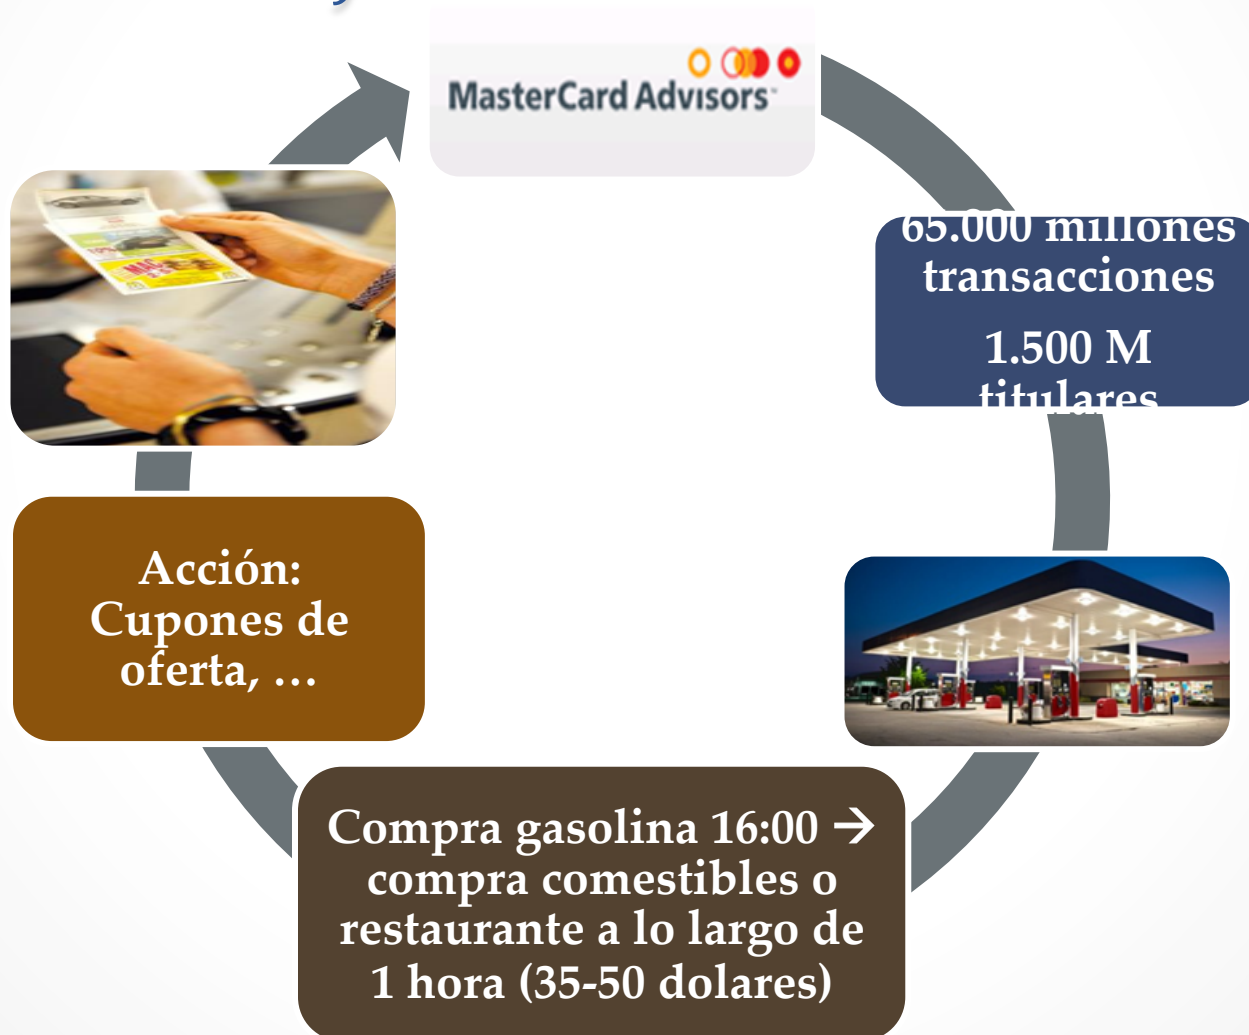 MasterCard Advisors
65.000 millones
transacciones
1.500 M
titulares
Compra gasolina 16:00 →
compra comestibles o
restaurante a lo largo de
1 hora (35-50 dolares)
Acción:
Cupones de
oferta, …
MAC